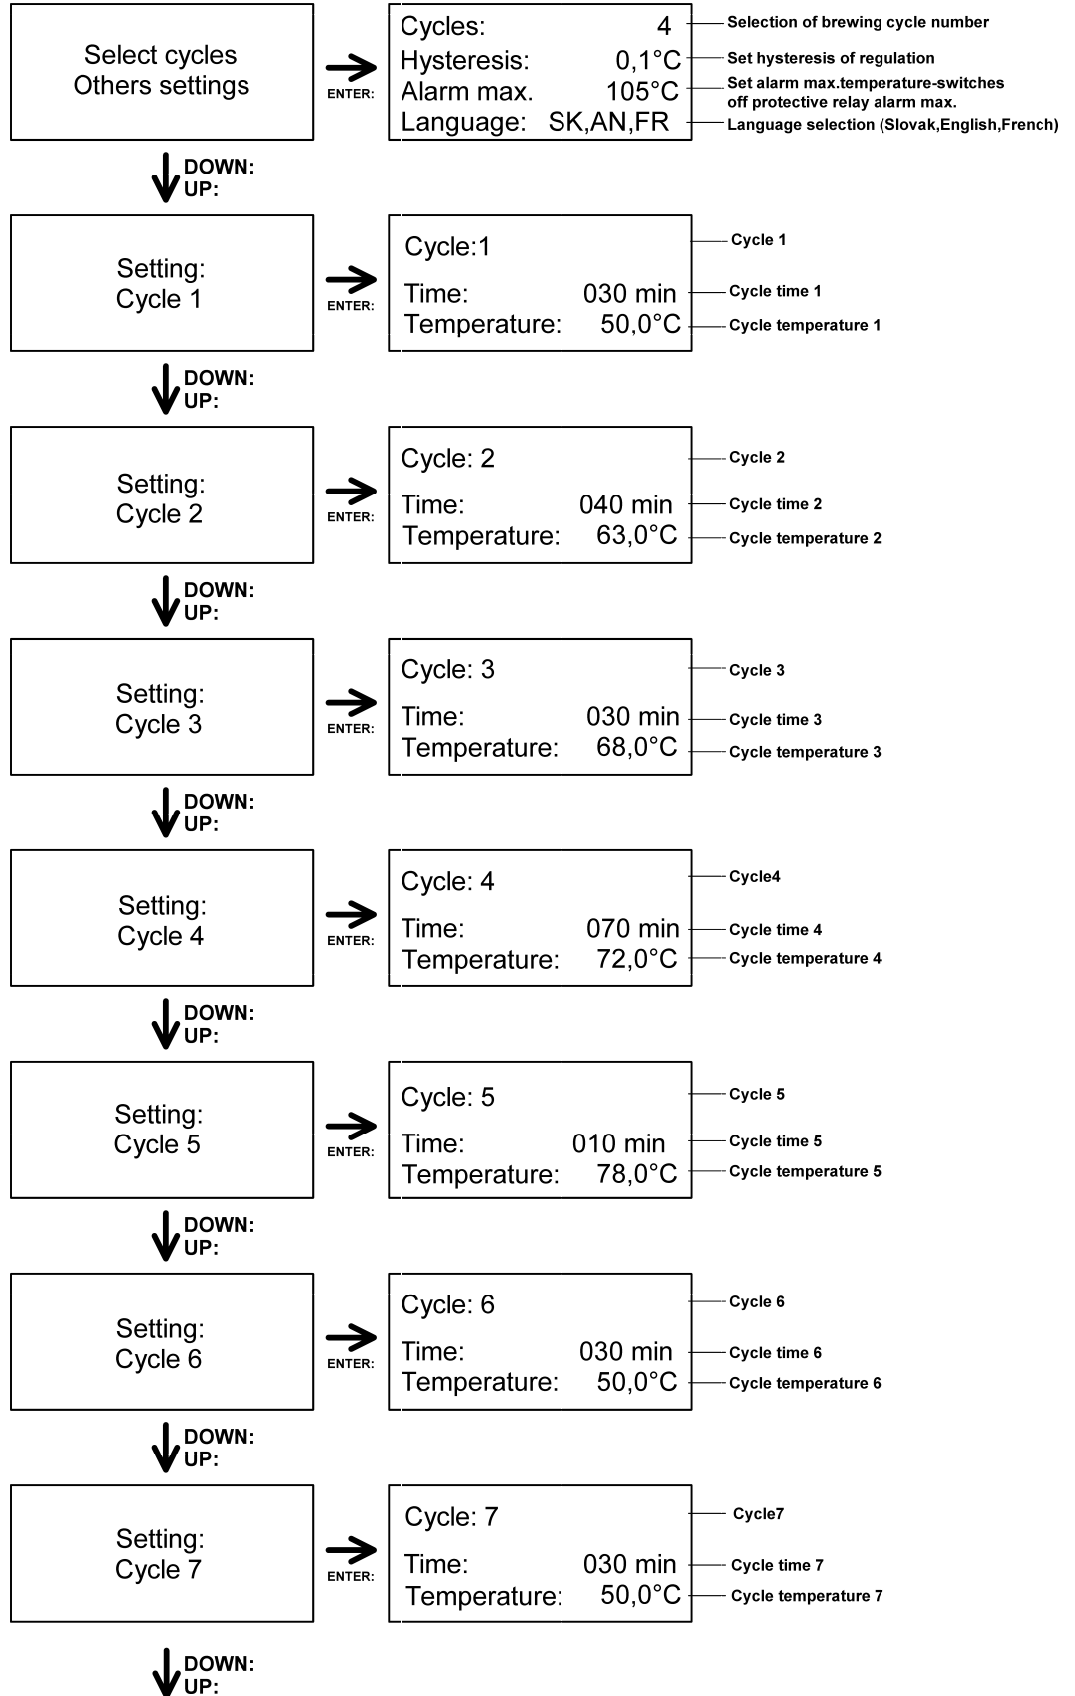 Select cycles
Others settings
ENTER:
Cycles: 4
Hysteresis: 0,1°C
Alarm max. 105°C
Language: SK,AN,FR
Selection of brewing cycle number
Set hysteresis of regulation
Set alarm max.temperature-switches
off protective relay alarm max.
Language selection (Slovak,English,French)
DOWN:
UP:
Setting:
Cycle 1
ENTER:
Cycle:1
Time: 030 min
Temperature: 50,0°C
Cycle 1
Cycle time 1
Cycle temperature 1
DOWN:
UP:
Setting:
Cycle 2
ENTER:
Cycle: 2
Time: 040 min
Temperature: 63,0°C
Cycle 2
Cycle time 2
Cycle temperature 2
DOWN:
UP:
Setting:
Cycle 3
ENTER:
Cycle: 3
Time: 030 min
Temperature: 68,0°C
Cycle 3
Cycle time 3
Cycle temperature 3
DOWN:
UP:
Setting:
Cycle 4
ENTER:
Cycle: 4
Time: 070 min
Temperature: 72,0°C
Cycle4
Cycle time 4
Cycle temperature 4
DOWN:
UP:
Setting:
Cycle 5
ENTER:
Cycle: 5
Time: 010 min
Temperature: 78,0°C
Cycle 5
Cycle time 5
Cycle temperature 5
DOWN:
UP:
Setting:
Cycle 6
ENTER:
Cycle: 6
Time: 030 min
Temperature: 50,0°C
Cycle 6
Cycle time 6
Cycle temperature 6
DOWN:
UP:
Setting:
Cycle 7
ENTER:
Cycle: 7
Time: 030 min
Temperature: 50,0°C
Cycle7
Cycle time 7
Cycle temperature 7
DOWN:
UP: